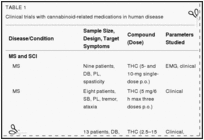 TABLE 1
Clinical trials with cannabinoid-related medications in human disease
Disease/Condition
Sample Size, Design, Target Symptoms
Compound (Dose)
Parameters Studied
MS and SCI
MS
Nine patients, DB, PL, spasticity
THC (5- and 10-mg single-dose p.o.)
EMG, clinical
MS
Eight patients, SB, PL, tremor, ataxia
THC (5 mg/6 h max three doses p.o.)
Clinical
13 patients, DB,
THC (2.5–15
Clinical,